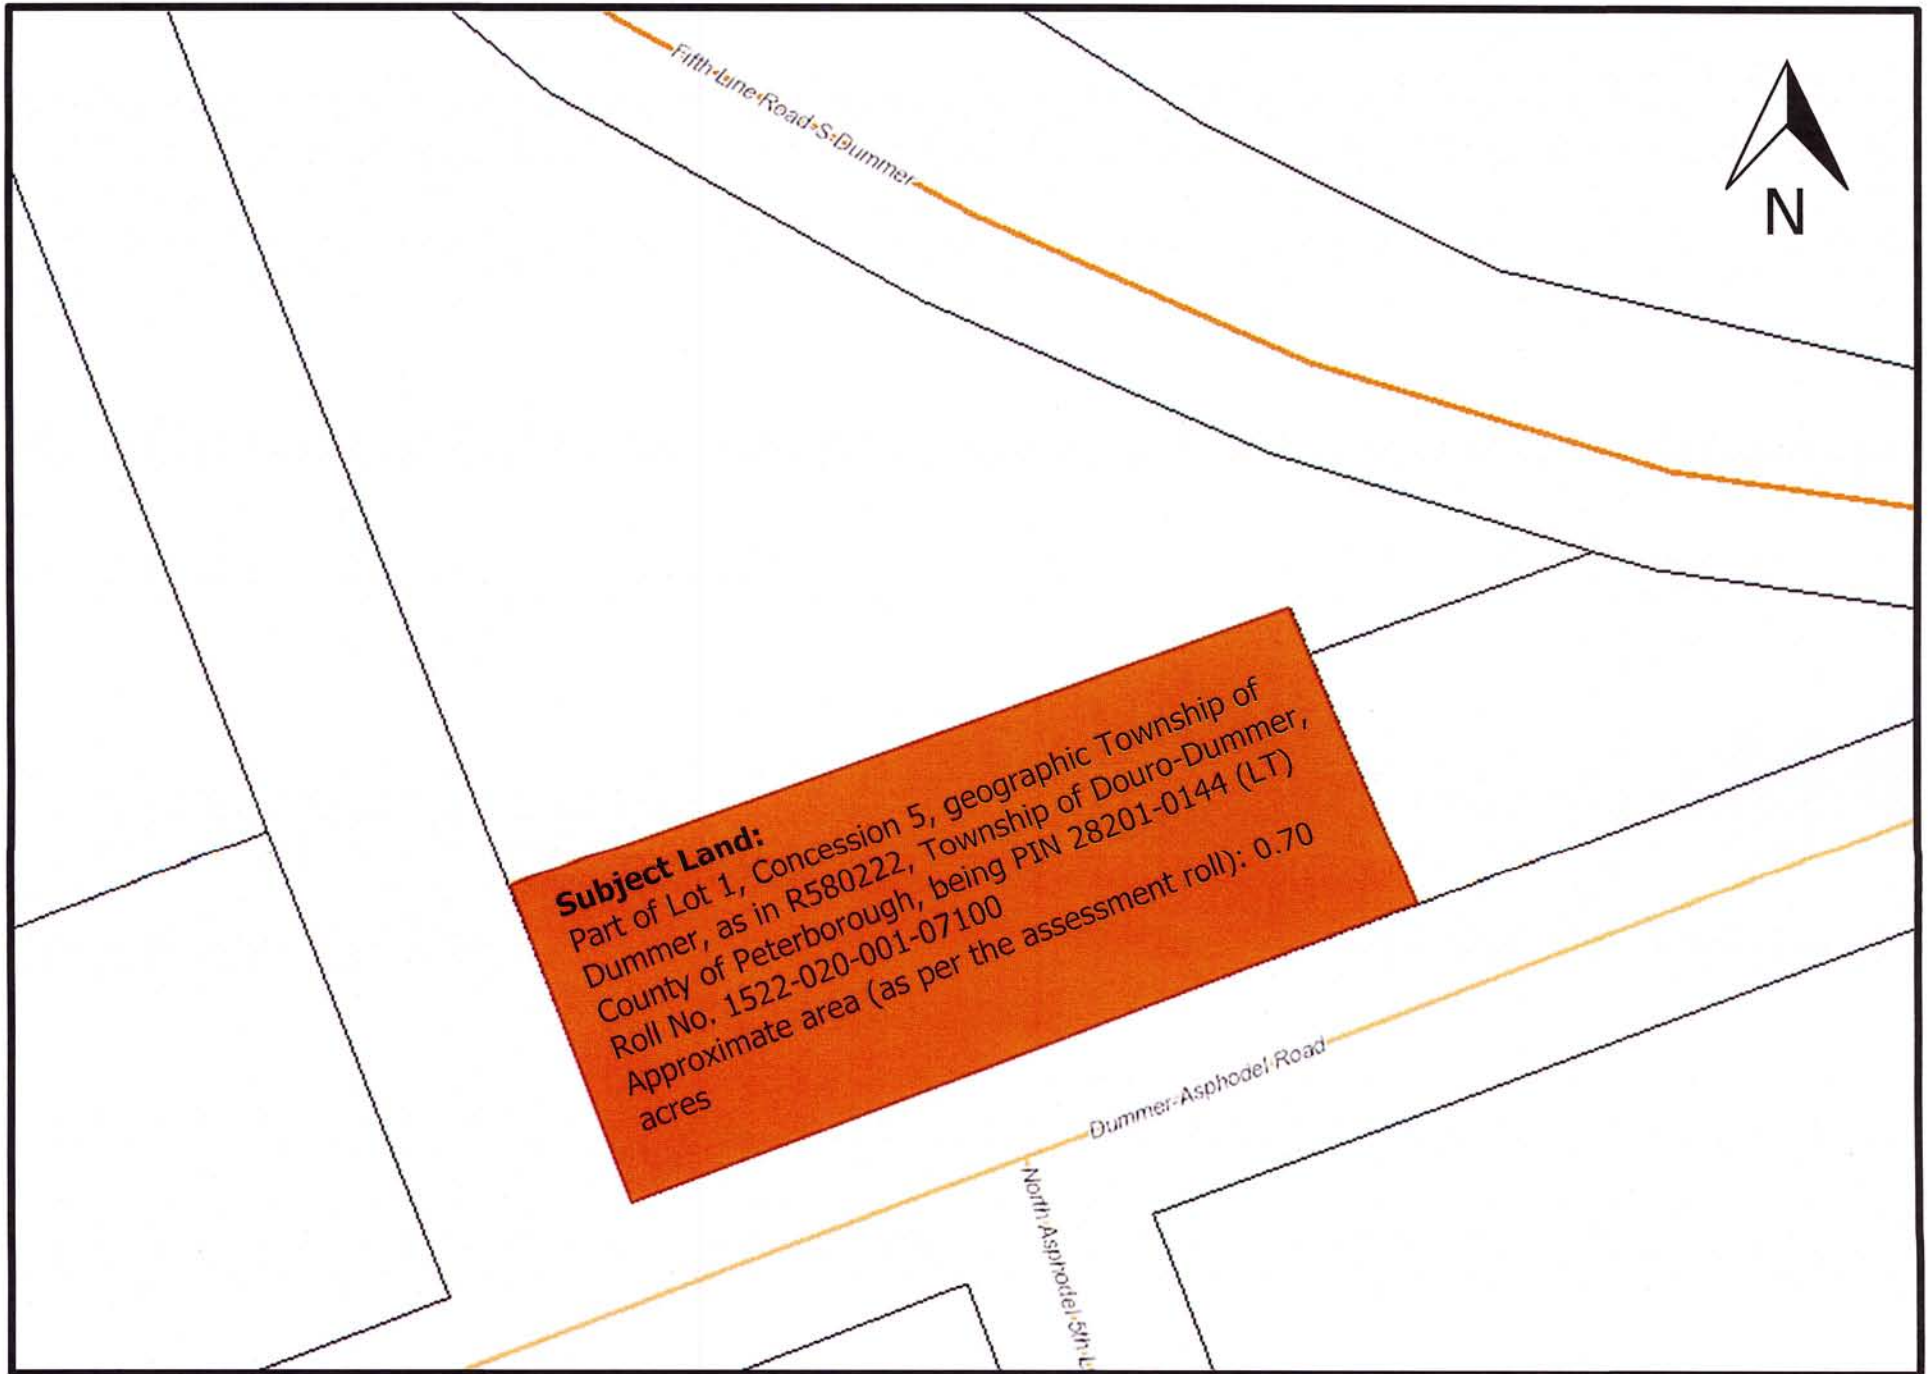 Fifth Line Road S Dummer
N
Subject Land:
Part of Lot 1, Concession 5, geographic Township of
Dummer, as in R580222, Township of Douro-Dummer,
County of Peterborough, being PIN 28201-0144 (LT)
Roll No. 1522-020-001-07100
Approximate area (as per the assessment roll): 0.70
acres
Dummer-Asphodel Road
North Asphodel 5th L